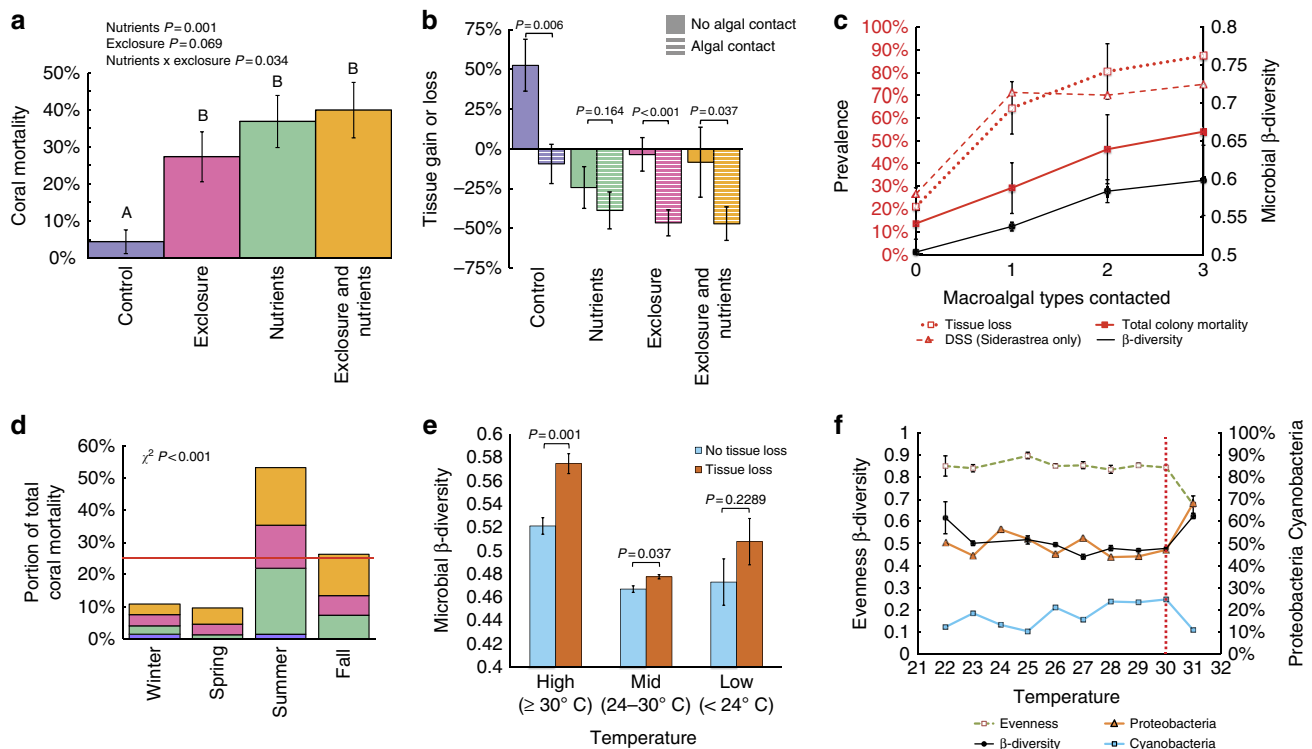 a
Nutrients P=0.001
Exclosure P=0.069
Nutrients x exclosure P=0.034
50%
40%
30%
20%
10%
0%
Coral mortality
A
B
B
B
Control
Exclosure
Nutrients
Exclosure and
nutrients
b
75%
50%
25%
0%
−25%
−50%
−75%
Tissue gain or loss
P=0.006
P=0.164
P<0.001
P=0.037
No algal contact
Algal contact
Control
Nutrients
Exclosure
Exclosure and
nutrients
c
100%
90%
80%
70%
60%
50%
40%
30%
20%
10%
0%
Prevalence
0.8
0.75
0.7
0.65
0.6
0.55
0.5
Microbial β-diversity
0 1 2 3
Macroalgal types contacted
Tissue loss
Total colony mortality
DSS (Siderastrea only)
β-diversity
d
60%
50%
40%
30%
20%
10%
0%
Portion of total
coral mortality
χ² P<0.001
Winter
Spring
Summer
Fall
e
0.6
0.58
0.56
0.54
0.52
0.5
0.48
0.46
0.44
0.42
0.4
Microbial β-diversity
P=0.001
P=0.037
P=0.2289
No tissue loss
Tissue loss
High Mid Low
(≥ 30° C) (24–30° C) (< 24° C)
Temperature
f
1
0.9
0.8
0.7
0.6
0.5
0.4
0.3
0.2
0.1
0
Evenness β-diversity
100%
90%
80%
70%
60%
50%
40%
30%
20%
10%
0%
Proteobacteria Cyanobacteria
21 22 23 24 25 26 27 28 29 30 31 32
Temperature
Evenness
Proteobacteria
β-diversity
Cyanobacteria